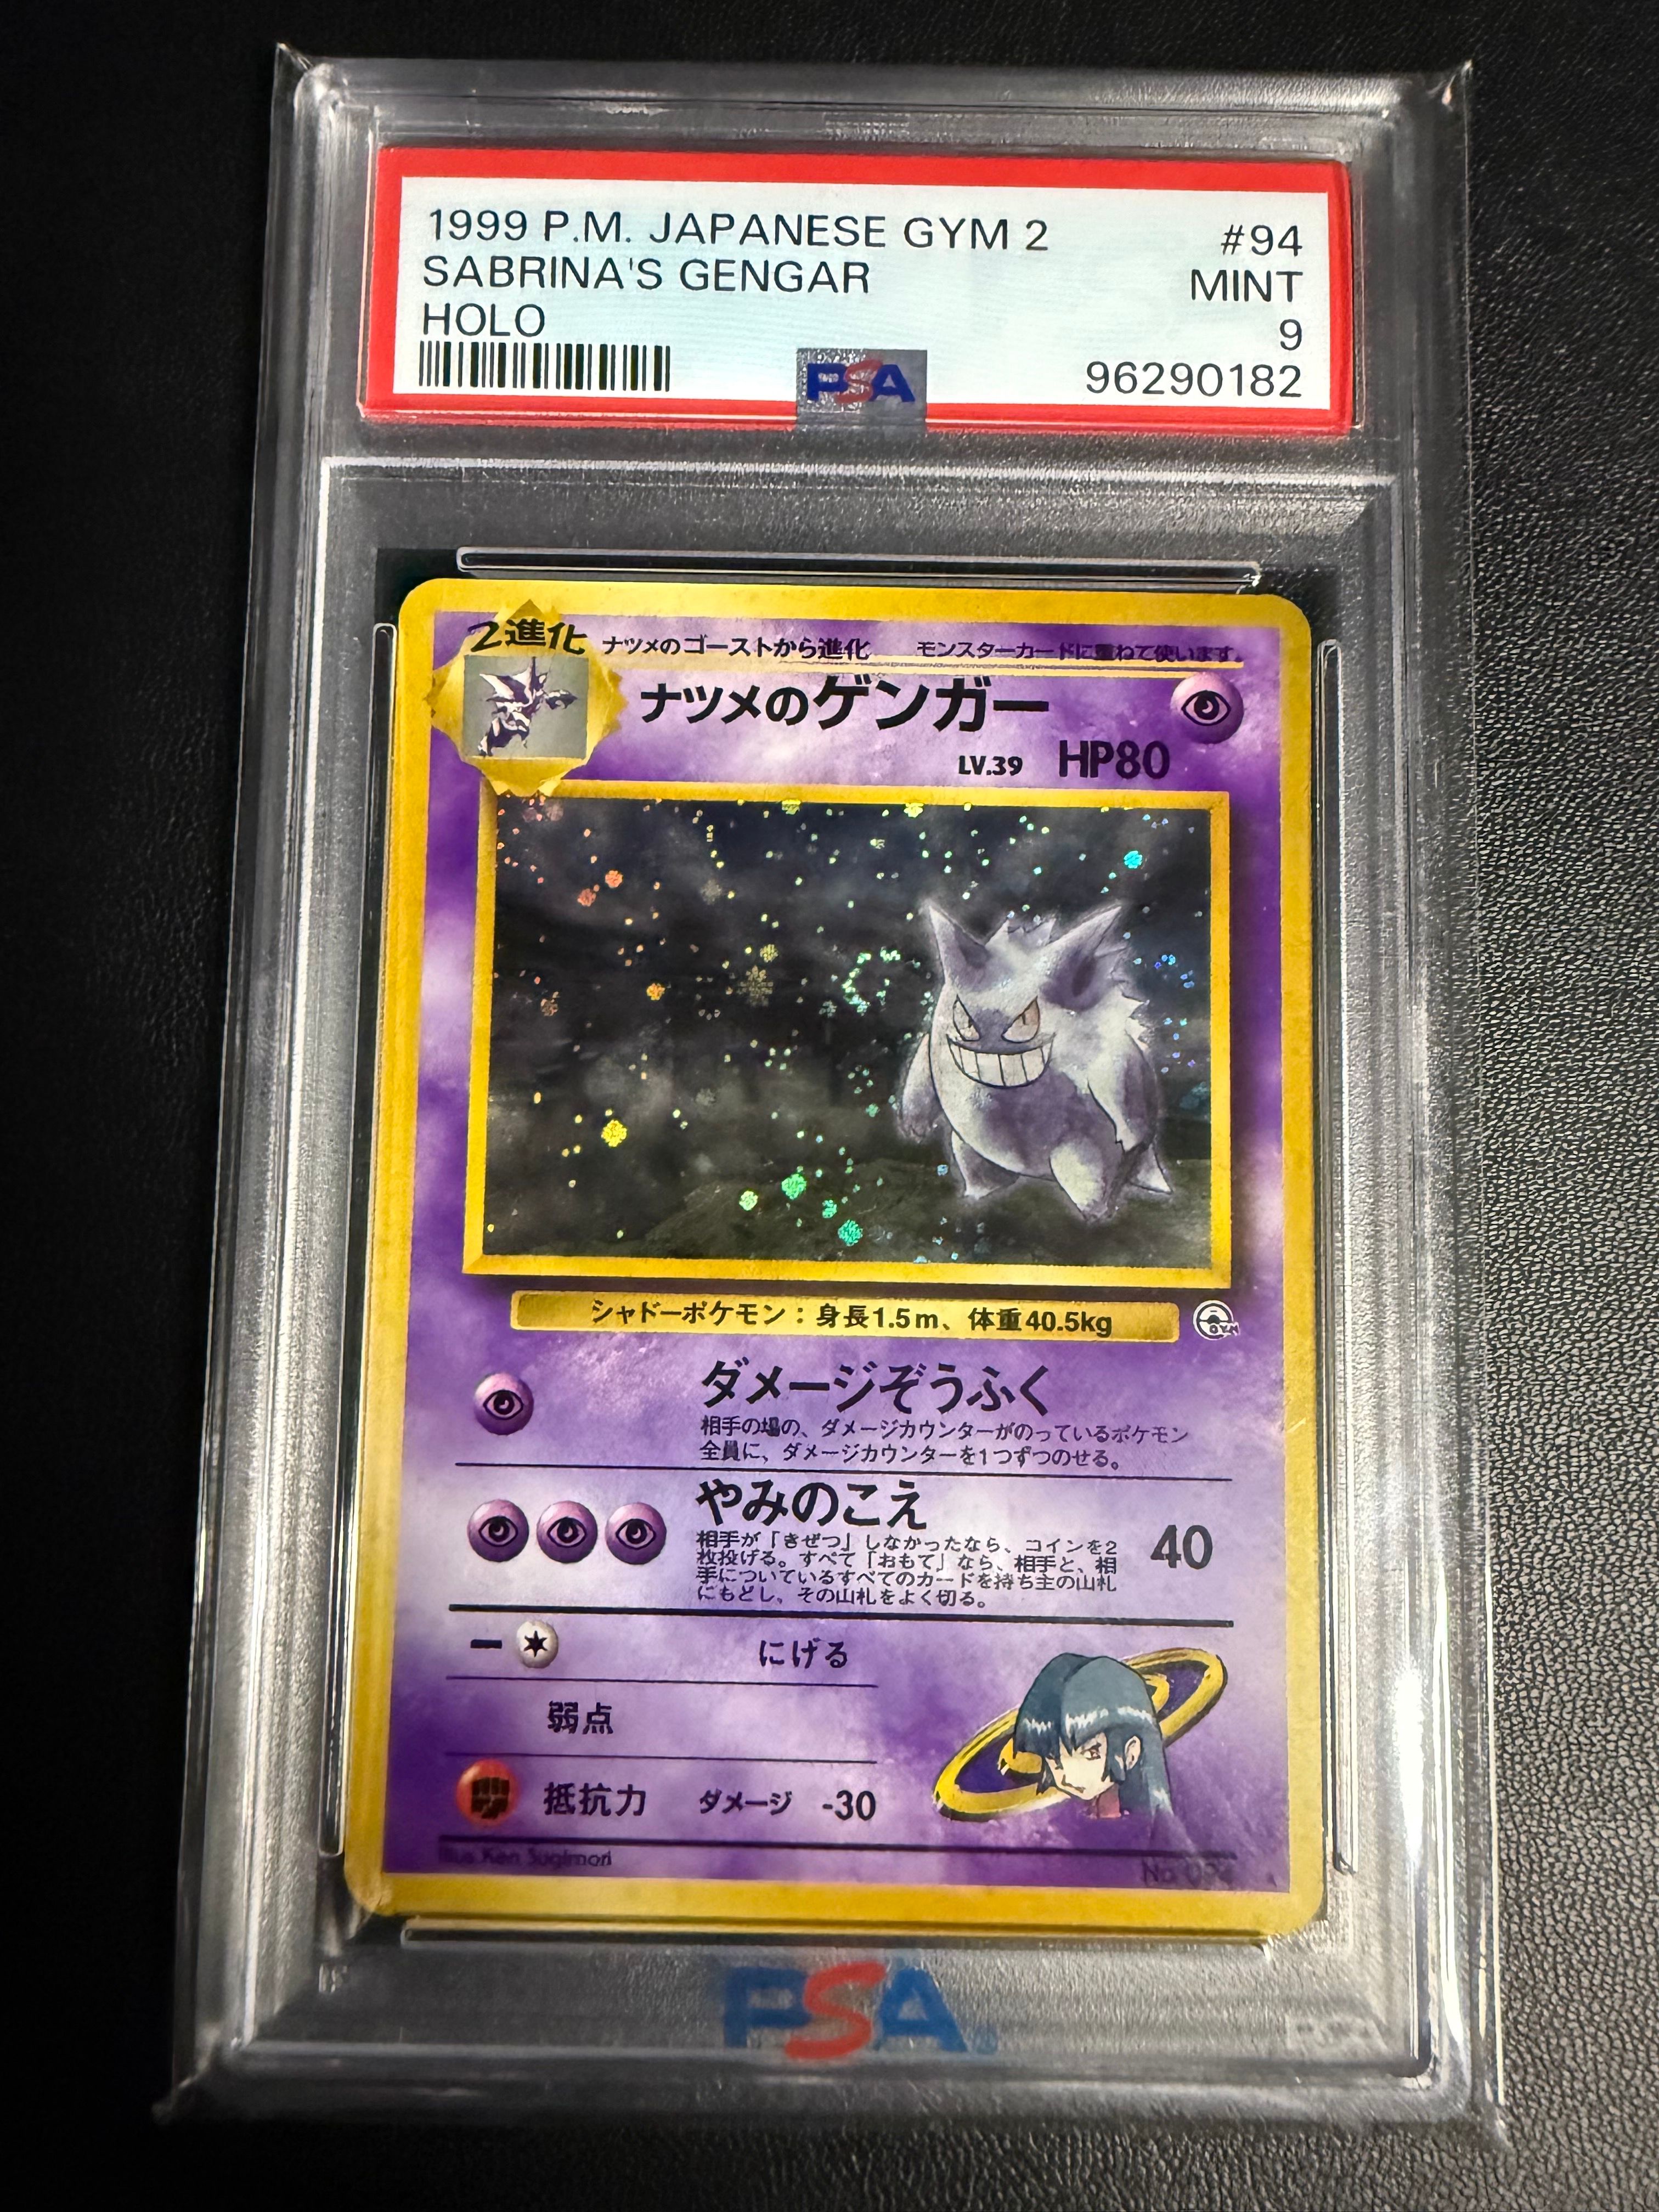 1999 P.M. JAPANESE GYM 2 #94
SABRINA'S GENGAR MINT
HOLO 9
PSA 96290182
2進化 ナツメのゴーストから進化 モンスターカードに重ねて使います。
ナツメのゲンガー
LV.39 HP80
シャドーポケモン：身長1.5m、体重40.5kg
GYM
ダメージぞうふく
相手の場の、ダメージカウンターがのっているポケモン
全員に、ダメージカウンターを1つずつのせる。
やみのこえ
相手が「きぜつ」しなかったなら、コインを2
枚投げる。すべて「おもて」なら、相手と、相
手についているすべてのカードを持ち主の山札
にもどし、その山札をよく切る。
40
ー にげる
弱点
抵抗力 ダメージ -30
Illus. Ken Sugimori No. 094
PSA